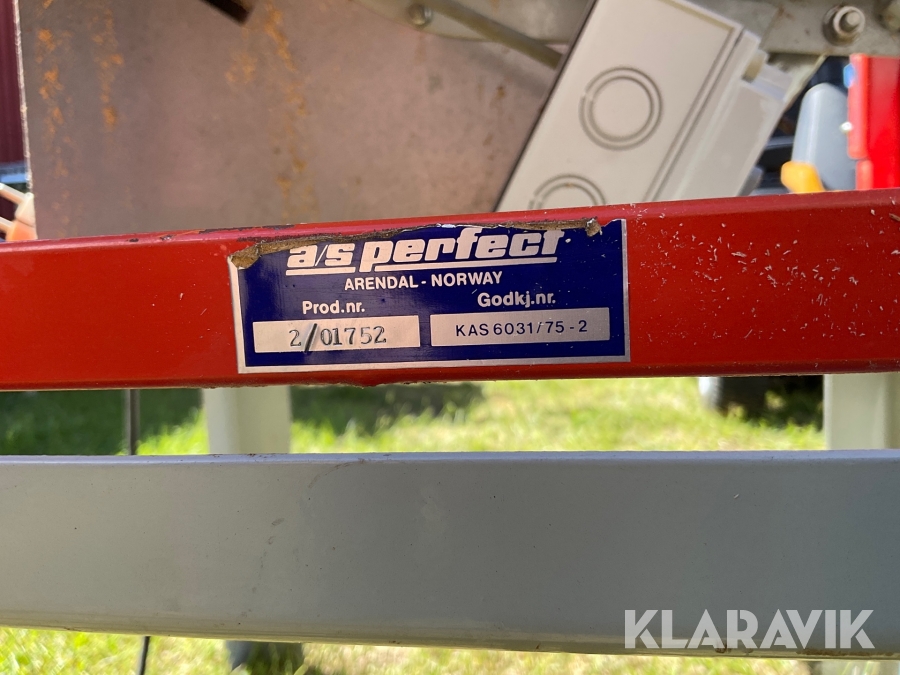 a/s perfect
ARENDAL - NORWAY
Prod.nr. Godkj.nr.
2/01752 KAS 6031/75-2
KLARAVIK